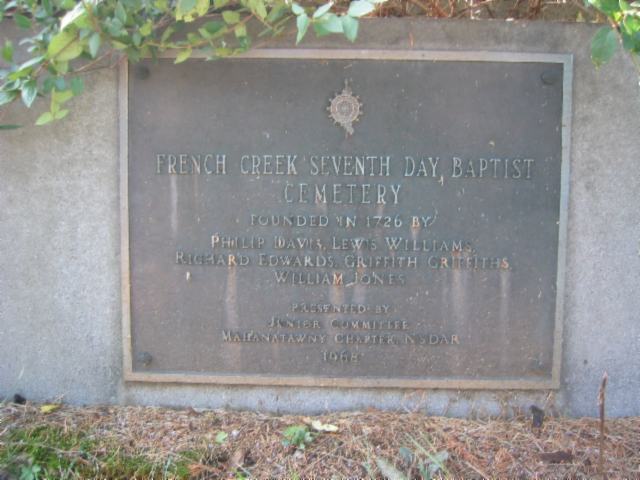 FRENCH CREEK SEVENTH DAY BAPTIST
CEMETERY
FOUNDED IN 1726 BY
PHILIP DAVIS, LEWIS WILLIAMS,
RICHARD EDWARDS, GRIFFITH GRIFFITHS,
WILLIAM JONES
PRESENTED BY
JUNIOR COMMITTEE
MAHANATAWNY CHAPTER, NSDAR
1968